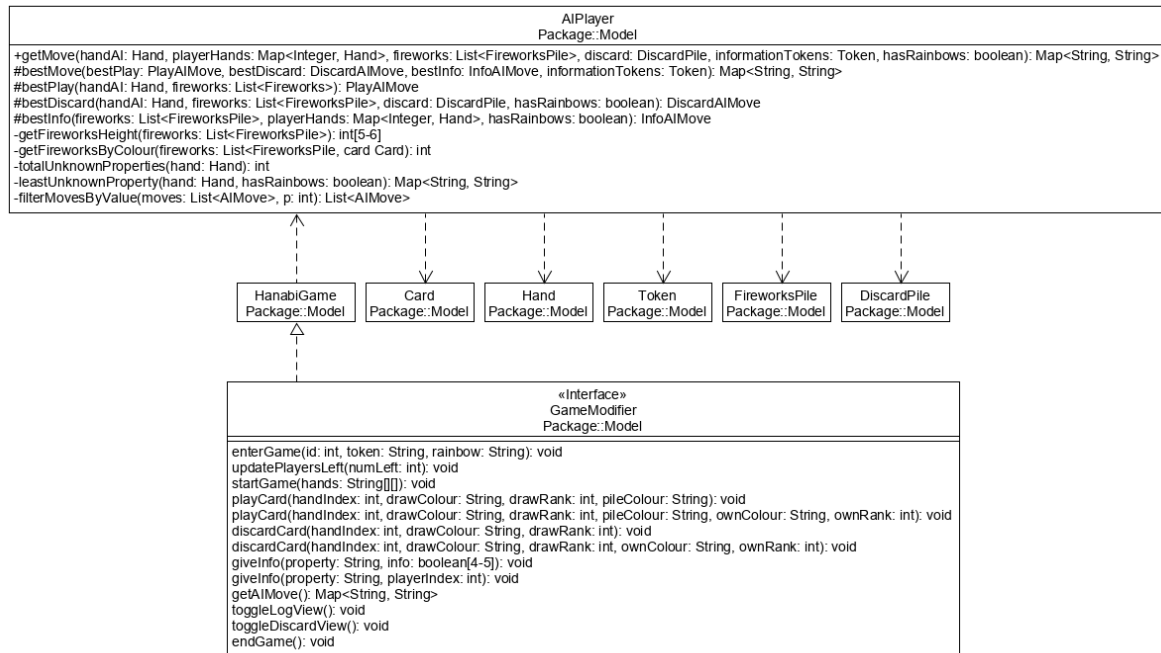 AIPlayer
Package::Model
+getMove(handAI: Hand, playerHands: Map<Integer, Hand>, fireworks: List<FireworksPile>, discard: DiscardPile, informationTokens: Token, hasRainbows: boolean): Map<String, String>
#bestMove(bestPlay: PlayAIMove, bestDiscard: DiscardAIMove, bestInfo: InfoAIMove, informationTokens: Token): Map<String, String>
#bestPlay(handAI: Hand, fireworks: List<Fireworks>): PlayAIMove
#bestDiscard(handAI: Hand, fireworks: List<FireworksPile>, discard: DiscardPile, hasRainbows: boolean): DiscardAIMove
#bestInfo(fireworks: List<FireworksPile>, playerHands: Map<Integer, Hand>, hasRainbows: boolean): InfoAIMove
-getFireworksHeight(fireworks: List<FireworksPile>): int[5-6]
-getFireworksByColour(fireworks: List<FireworksPile, card Card): int
-totalUnknownProperties(hand: Hand): int
-leastUnknownProperty(hand: Hand, hasRainbows: boolean): Map<String, String>
-filterMovesByValue(moves: List<AIMove>, p: int): List<AIMove>
HanabiGame
Package::Model
Card
Package::Model
Hand
Package::Model
Token
Package::Model
FireworksPile
Package::Model
DiscardPile
Package::Model
«Interface»
GameModifier
Package::Model
enterGame(id: int, token: String, rainbow: String): void
updatePlayersLeft(numLeft: int): void
startGame(hands: String[][]): void
playCard(handIndex: int, drawColour: String, drawRank: int, pileColour: String): void
playCard(handIndex: int, drawColour: String, drawRank: int, pileColour: String, ownColour: String, ownRank: int): void
discardCard(handIndex: int, drawColour: String, drawRank: int): void
discardCard(handIndex: int, drawColour: String, drawRank: int, ownColour: String, ownRank: int): void
giveInfo(property: String, info: boolean[4-5]): void
giveInfo(property: String, playerIndex: int): void
getAIMove(): Map<String, String>
toggleLogView(): void
toggleDiscardView(): void
endGame(): void